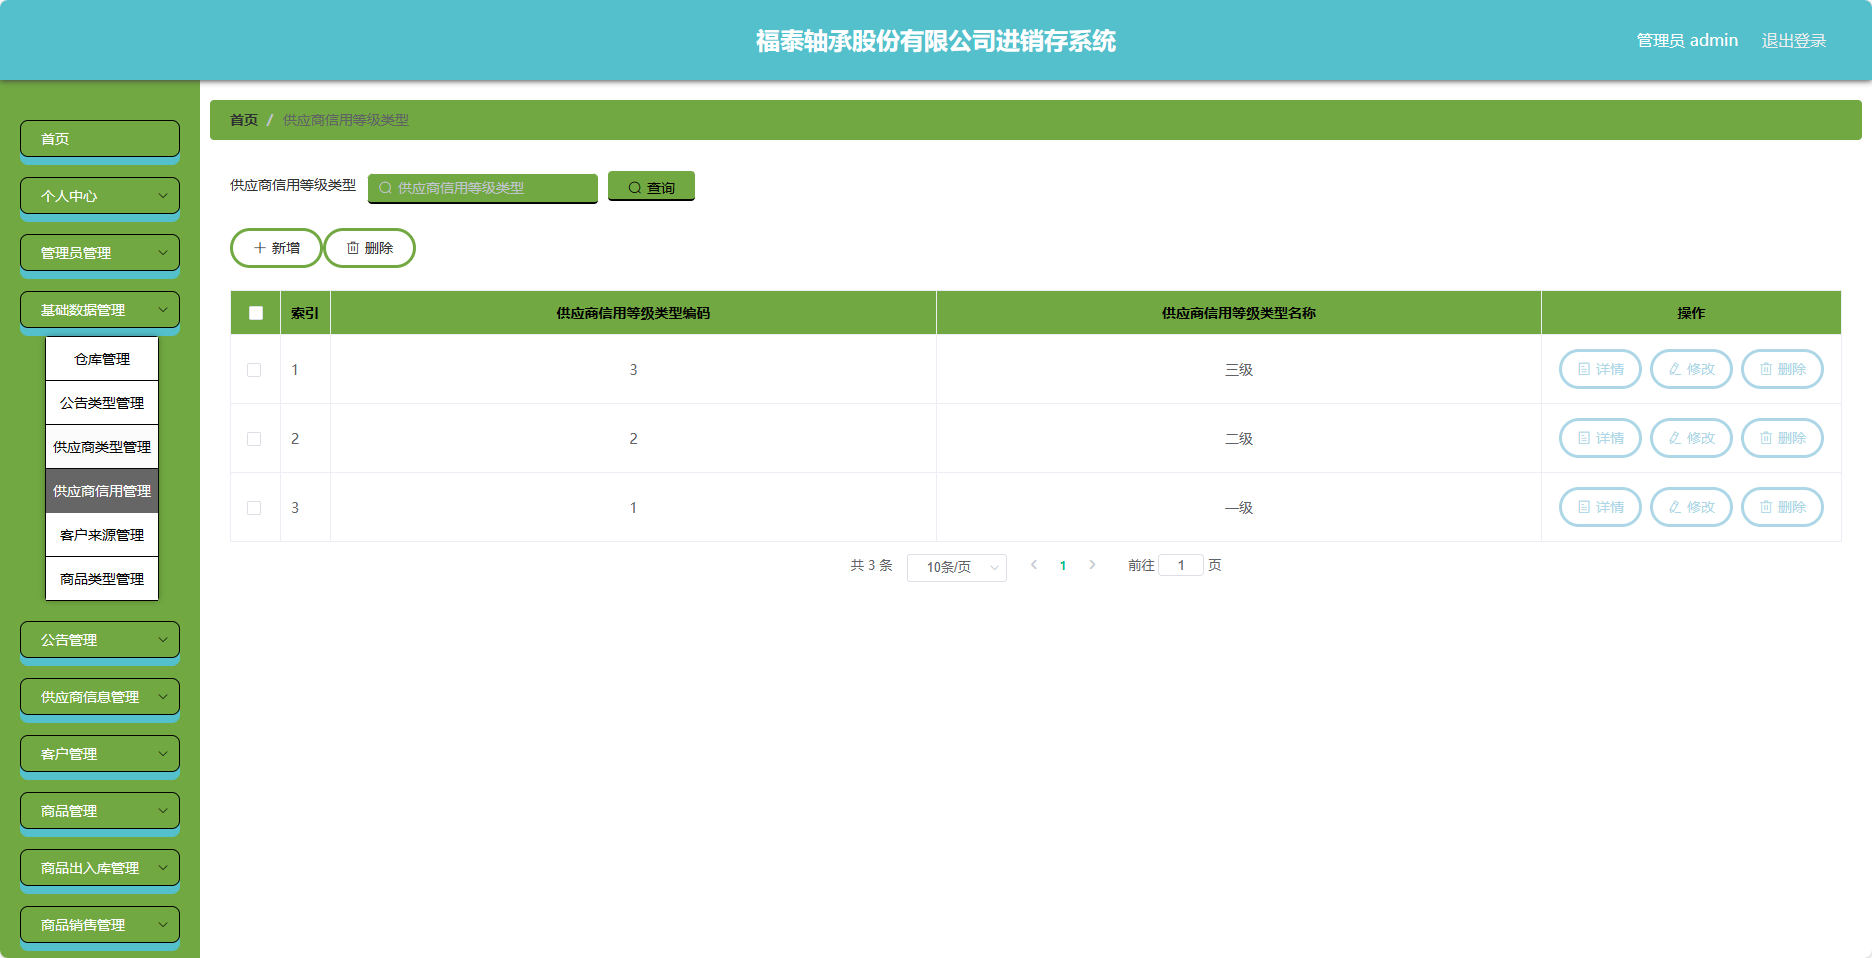 福泰轴承股份有限公司进销存系统
管理员 admin 退出登录
首页
个人中心
管理员管理
基础数据管理
仓库管理
公告类型管理
供应商类型管理
供应商信用管理
客户来源管理
商品类型管理
公告管理
供应商信息管理
客户管理
商品管理
商品出入库管理
商品销售管理
首页 / 供应商信用等级类型
供应商信用等级类型 供应商信用等级类型 查询
新增 删除
索引 供应商信用等级类型编码 供应商信用等级类型名称 操作
1 3 三级 详情 修改 删除
2 2 二级 详情 修改 删除
3 1 一级 详情 修改 删除
共 3 条 10条/页 1 前往 1 页